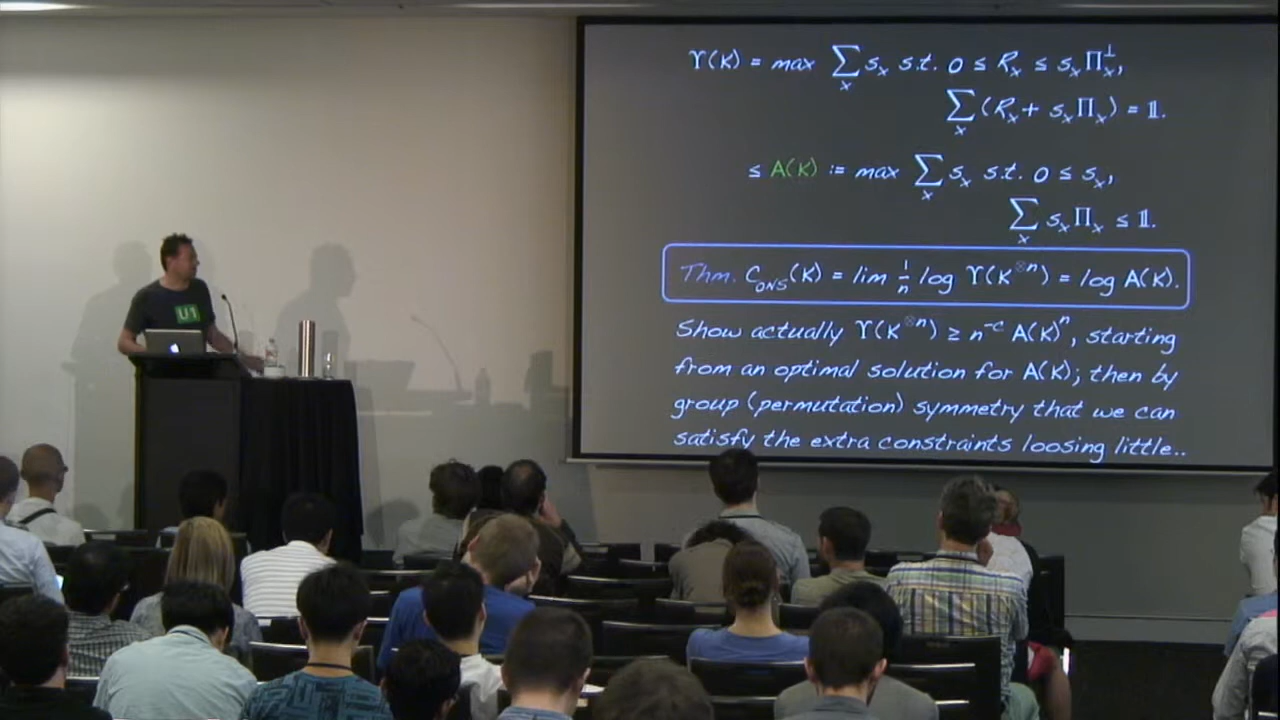 U1
ϒ(K) = max ∑ₓ sₓ s.t. 0 ≤ Rₓ ≤ sₓ Πₓ^⊥,
∑ₓ (Rₓ + sₓ Πₓ) = 𝟙.
≤ A(K) := max ∑ₓ sₓ s.t. 0 ≤ sₓ,
∑ₓ sₓ Πₓ ≤ 𝟙.
Thm. C_ONS(K) = lim 1/n log ϒ(K^⊗n) = log A(K).
Show actually ϒ(K^⊗n) ≥ n^-c A(K)^n, starting
from an optimal solution for A(K); then by
group (permutation) symmetry that we can
satisfy the extra constraints loosing little..